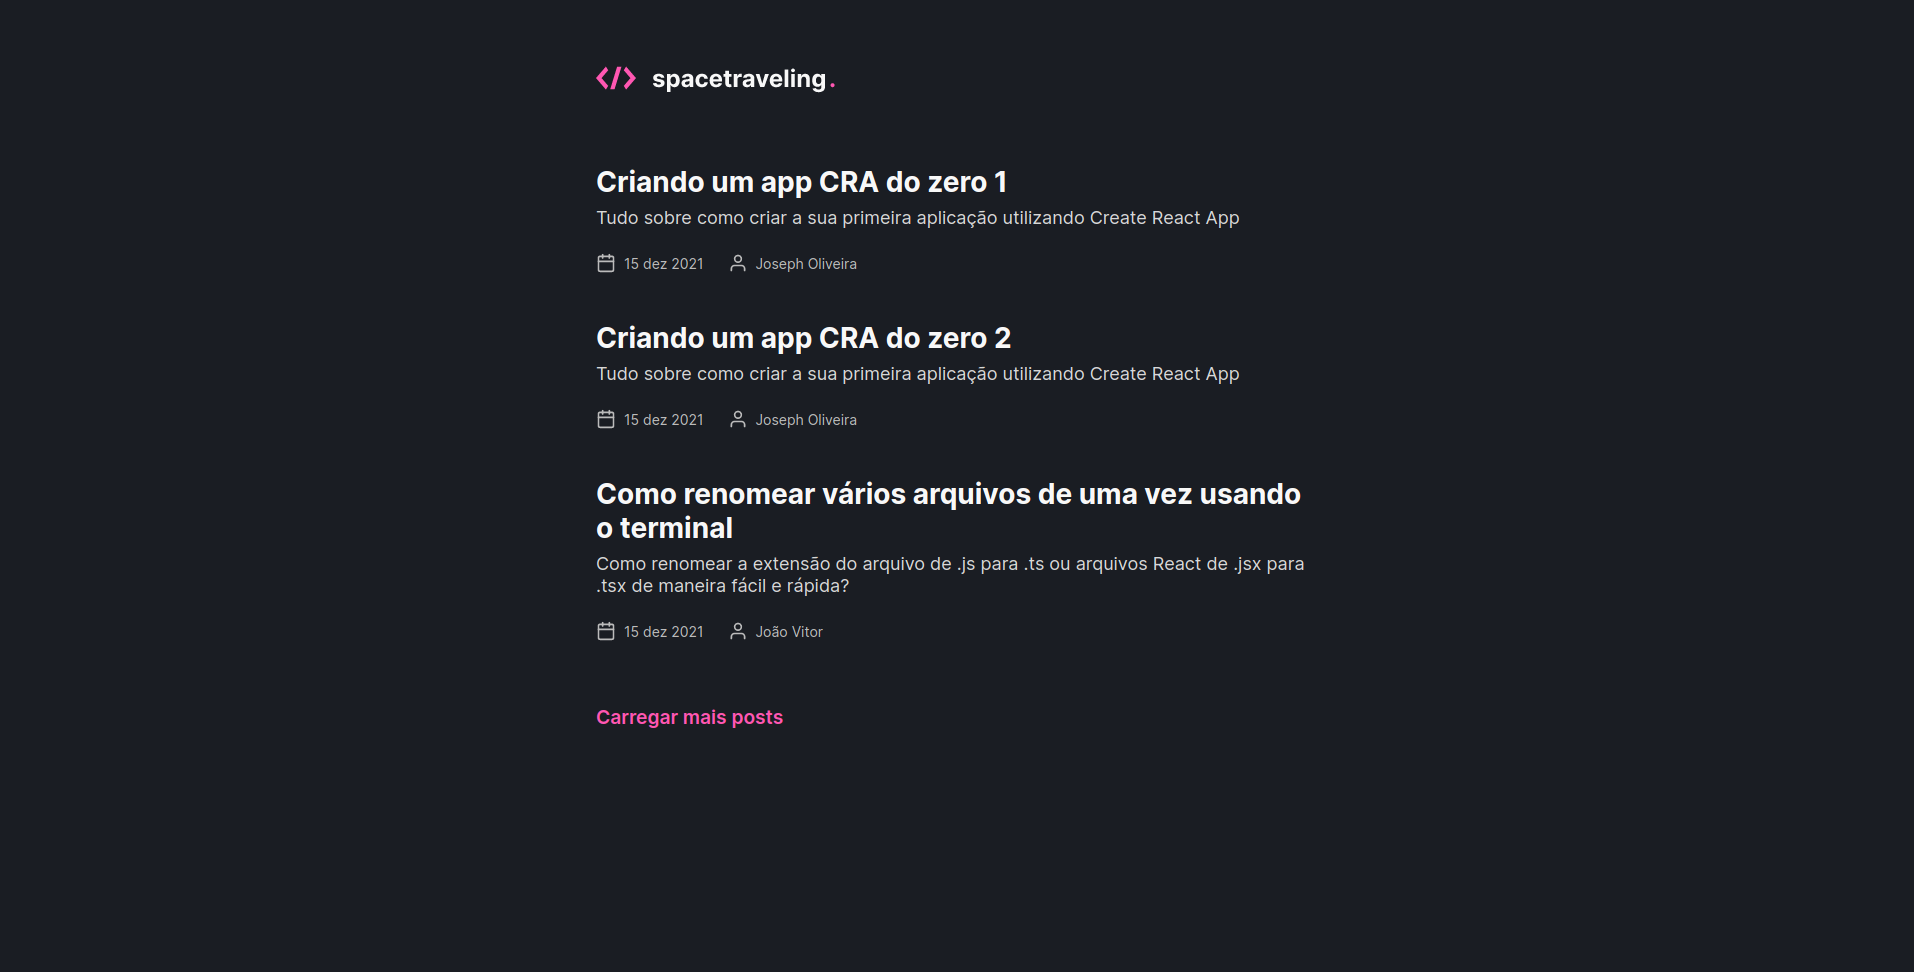 </> spacetraveling.
Criando um app CRA do zero 1
Tudo sobre como criar a sua primeira aplicação utilizando Create React App
15 dez 2021 Joseph Oliveira
Criando um app CRA do zero 2
Tudo sobre como criar a sua primeira aplicação utilizando Create React App
15 dez 2021 Joseph Oliveira
Como renomear vários arquivos de uma vez usando
o terminal
Como renomear a extensão do arquivo de .js para .ts ou arquivos React de .jsx para
.tsx de maneira fácil e rápida?
15 dez 2021 João Vitor
Carregar mais posts